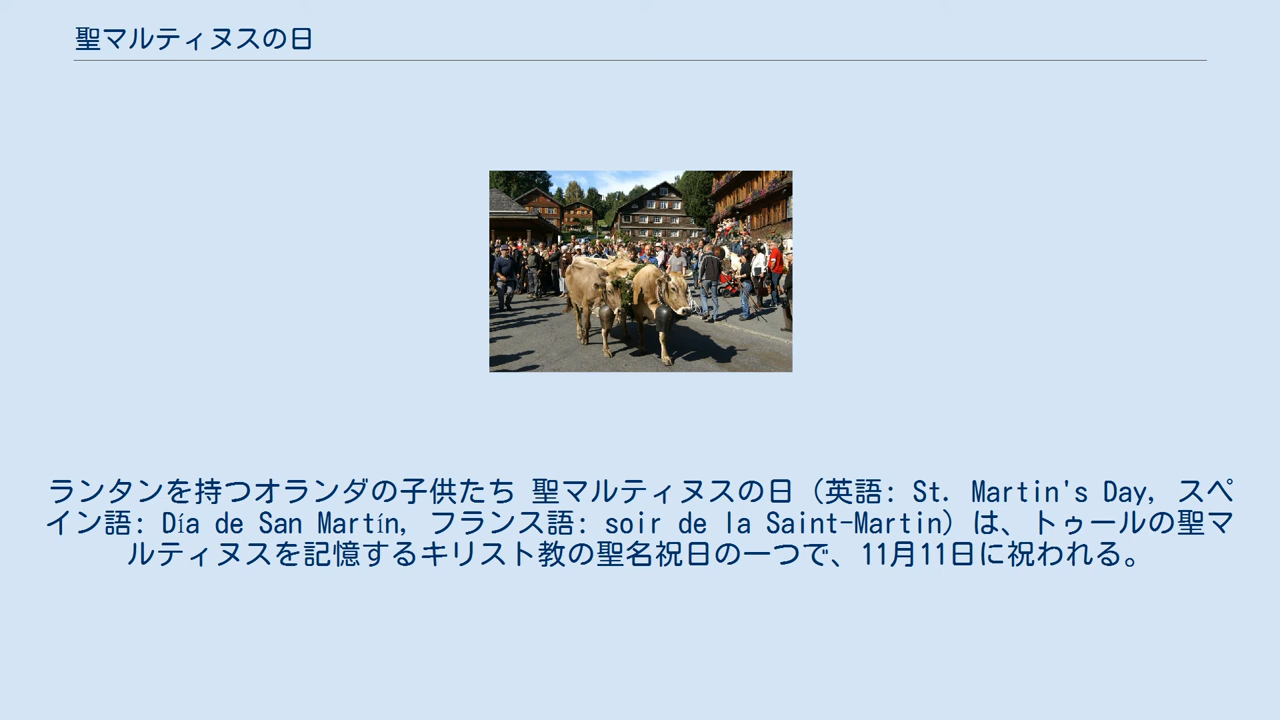 聖マルティヌスの日
ランタンを持つオランダの子供たち 聖マルティヌスの日（英語: St. Martin's Day, スペ
イン語: Día de San Martín, フランス語: soir de la Saint-Martin）は、トゥールの聖マ
ルティヌスを記憶するキリスト教の聖名祝日の一つで、11月11日に祝われる。